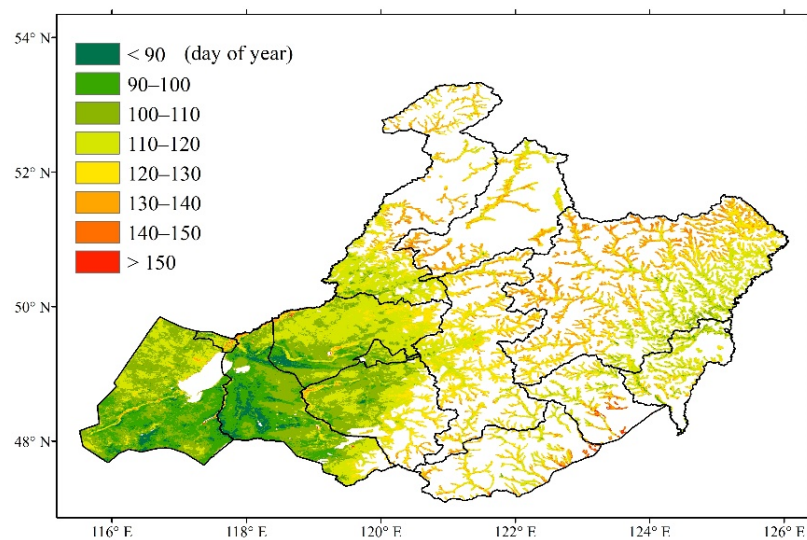 54° N
< 90 (day of year)
90–100
100–110
110–120
52° N
120–130
130–140
140–150
> 150
50° N
48° N
116° E 118° E 120° E 122° E 124° E 126° E